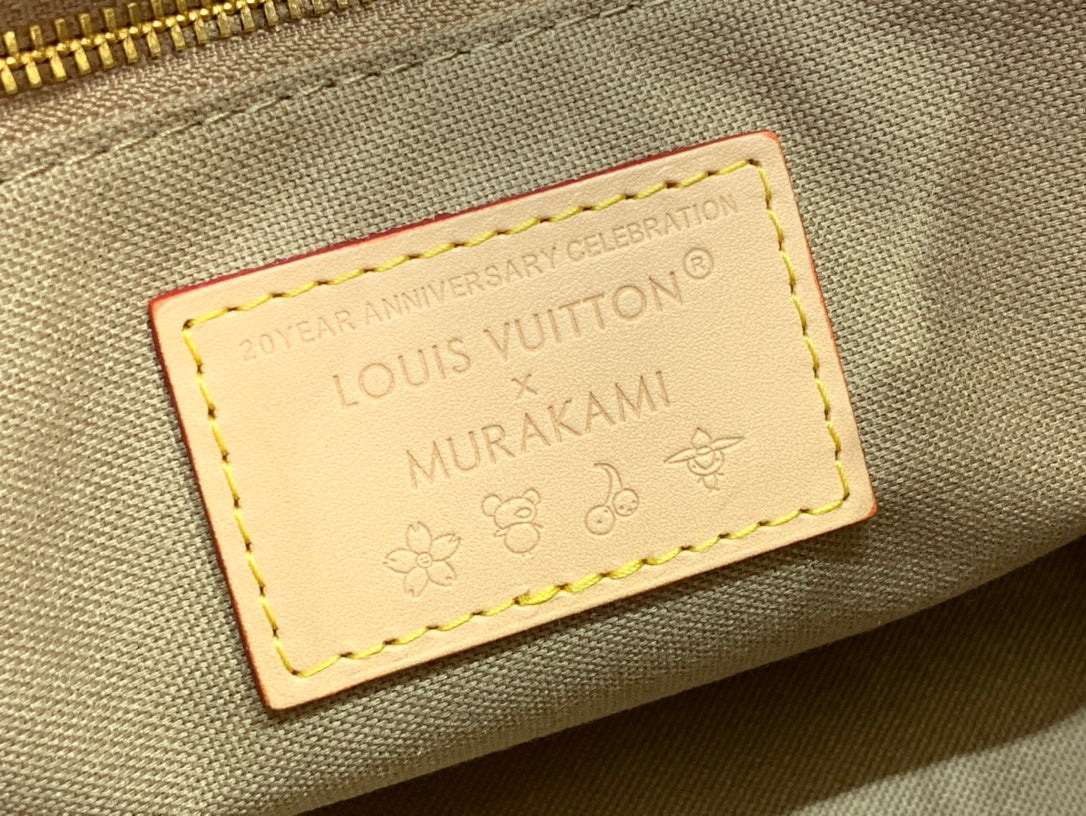 20YEAR ANNIVERSARY CELEBRATION
LOUIS VUITTON®
×
MURAKAMI